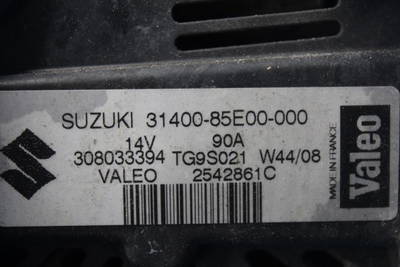 SUZUKI 31400-85E00-000
14V 90A
308033394 TG9S021 W44/08
VALEO 2542861C
MADE IN FRANCE
Valeo